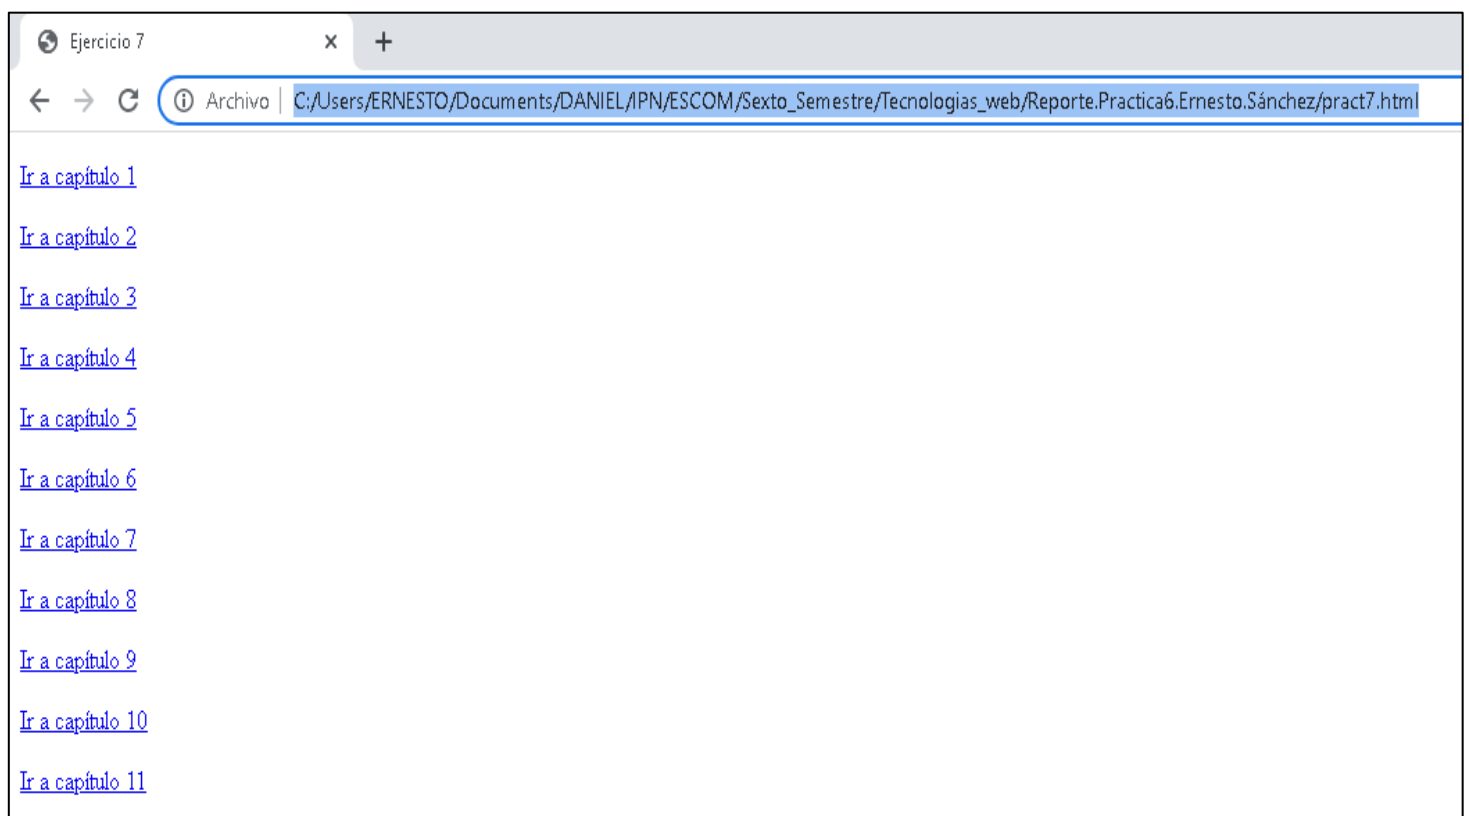 Ejercicio 7
Archivo C:/Users/ERNESTO/Documents/DANIEL/IPN/ESCOM/Sexto_Semestre/Tecnologias_web/Reporte.Practica6.Ernesto.Sánchez/pract7.html
Ir a capítulo 1
Ir a capítulo 2
Ir a capítulo 3
Ir a capítulo 4
Ir a capítulo 5
Ir a capítulo 6
Ir a capítulo 7
Ir a capítulo 8
Ir a capítulo 9
Ir a capítulo 10
Ir a capítulo 11